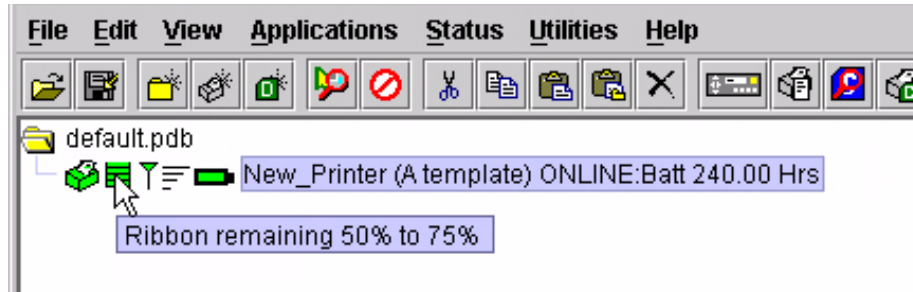 File Edit View Applications Status Utilities Help
default.pdb
New_Printer (A template) ONLINE:Batt 240.00 Hrs
Ribbon remaining 50% to 75%